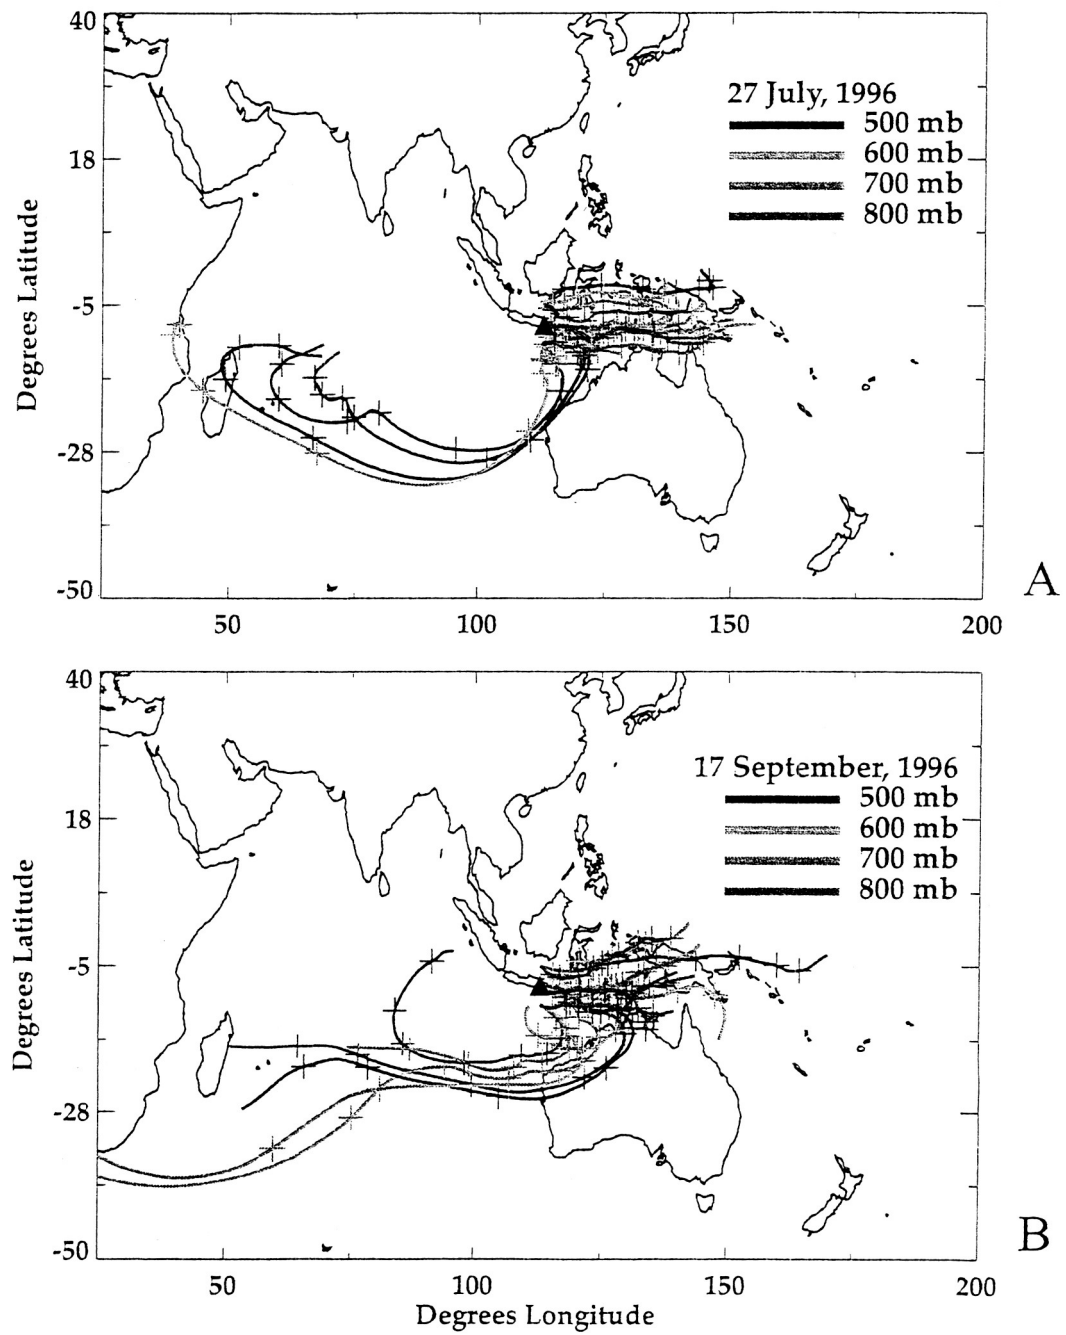 40
18
-5
-28
-50
Degrees Latitude
27 July, 1996
500 mb
600 mb
700 mb
800 mb
50
100
150
200
A
40
18
-5
-28
-50
Degrees Latitude
17 September, 1996
500 mb
600 mb
700 mb
800 mb
50
100
150
200
Degrees Longitude
B